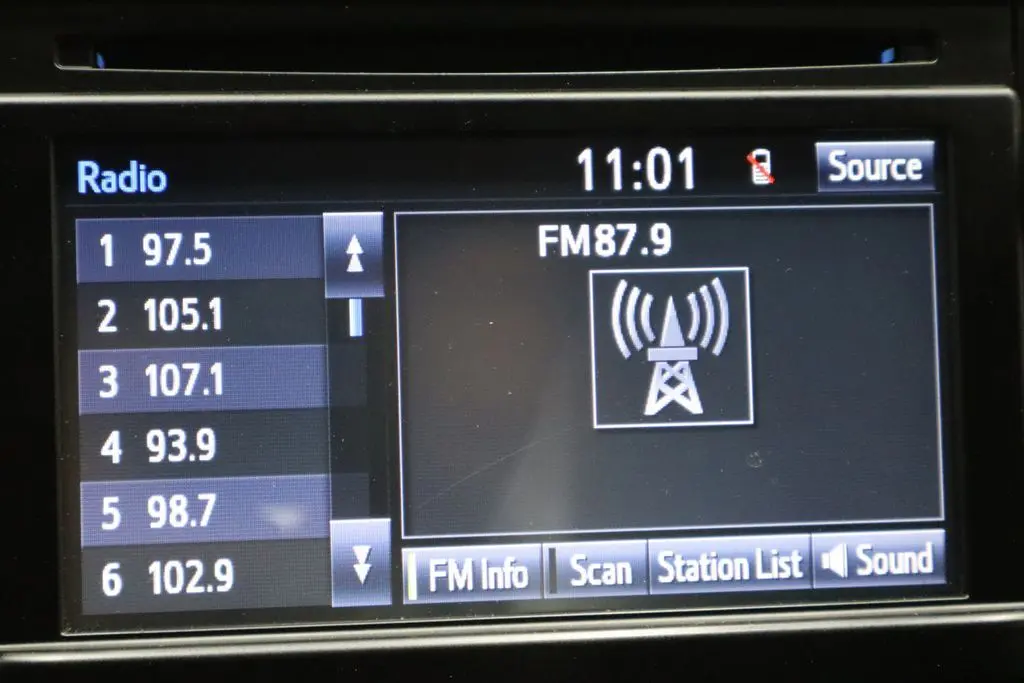 Radio 11:01 Source
1 97.5
2 105.1
3 107.1
4 93.9
5 98.7
6 102.9
FM87.9
FM Info Scan Station List Sound